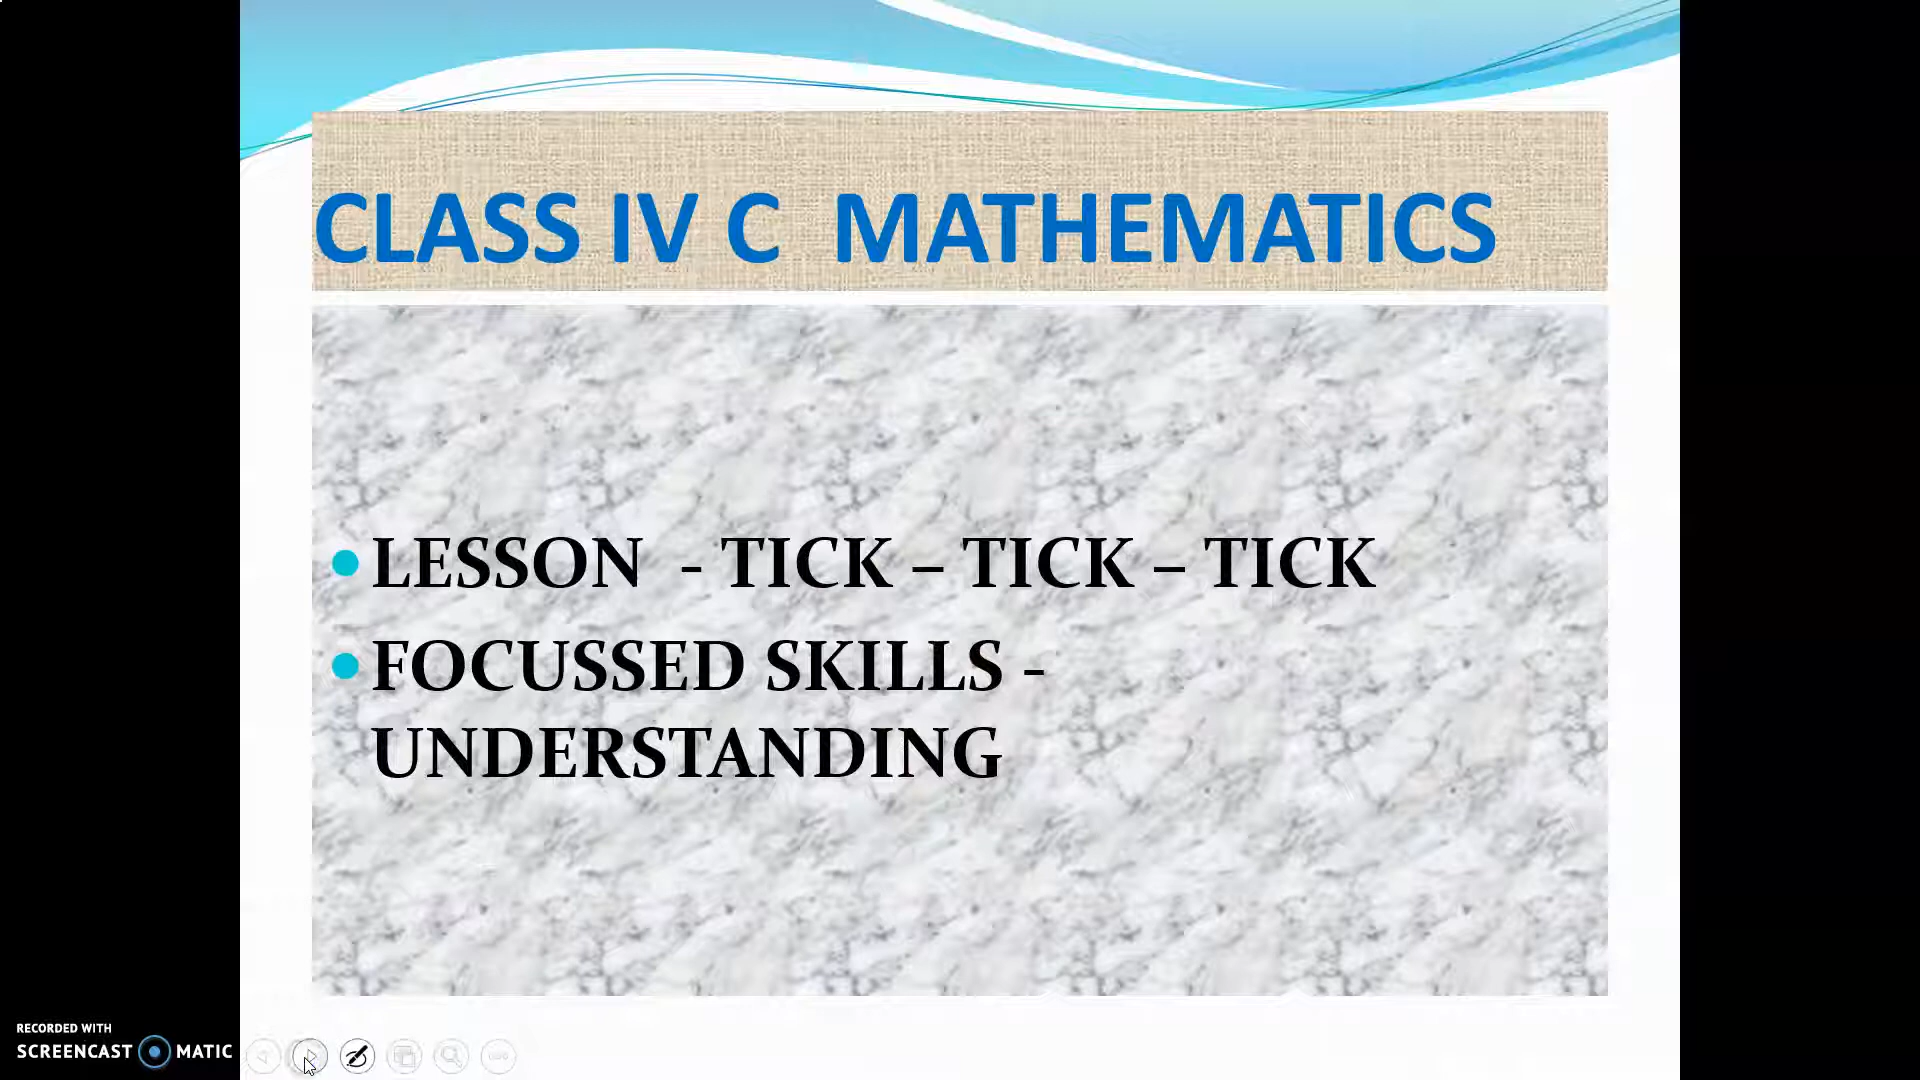 CLASS IV C MATHEMATICS
LESSON - TICK – TICK – TICK
FOCUSSED SKILLS -
UNDERSTANDING
RECORDED WITH
SCREENCAST MATIC